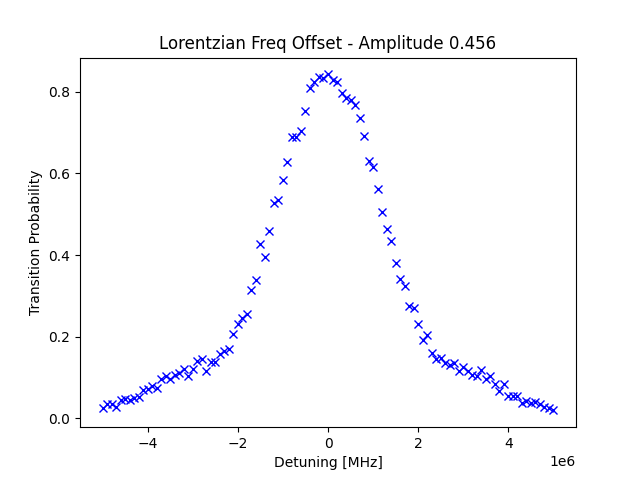 Lorentzian Freq Offset - Amplitude 0.456
Transition Probability
0.8
0.6
0.4
0.2
0.0
−4
−2
0
2
4
1e6
Detuning [MHz]